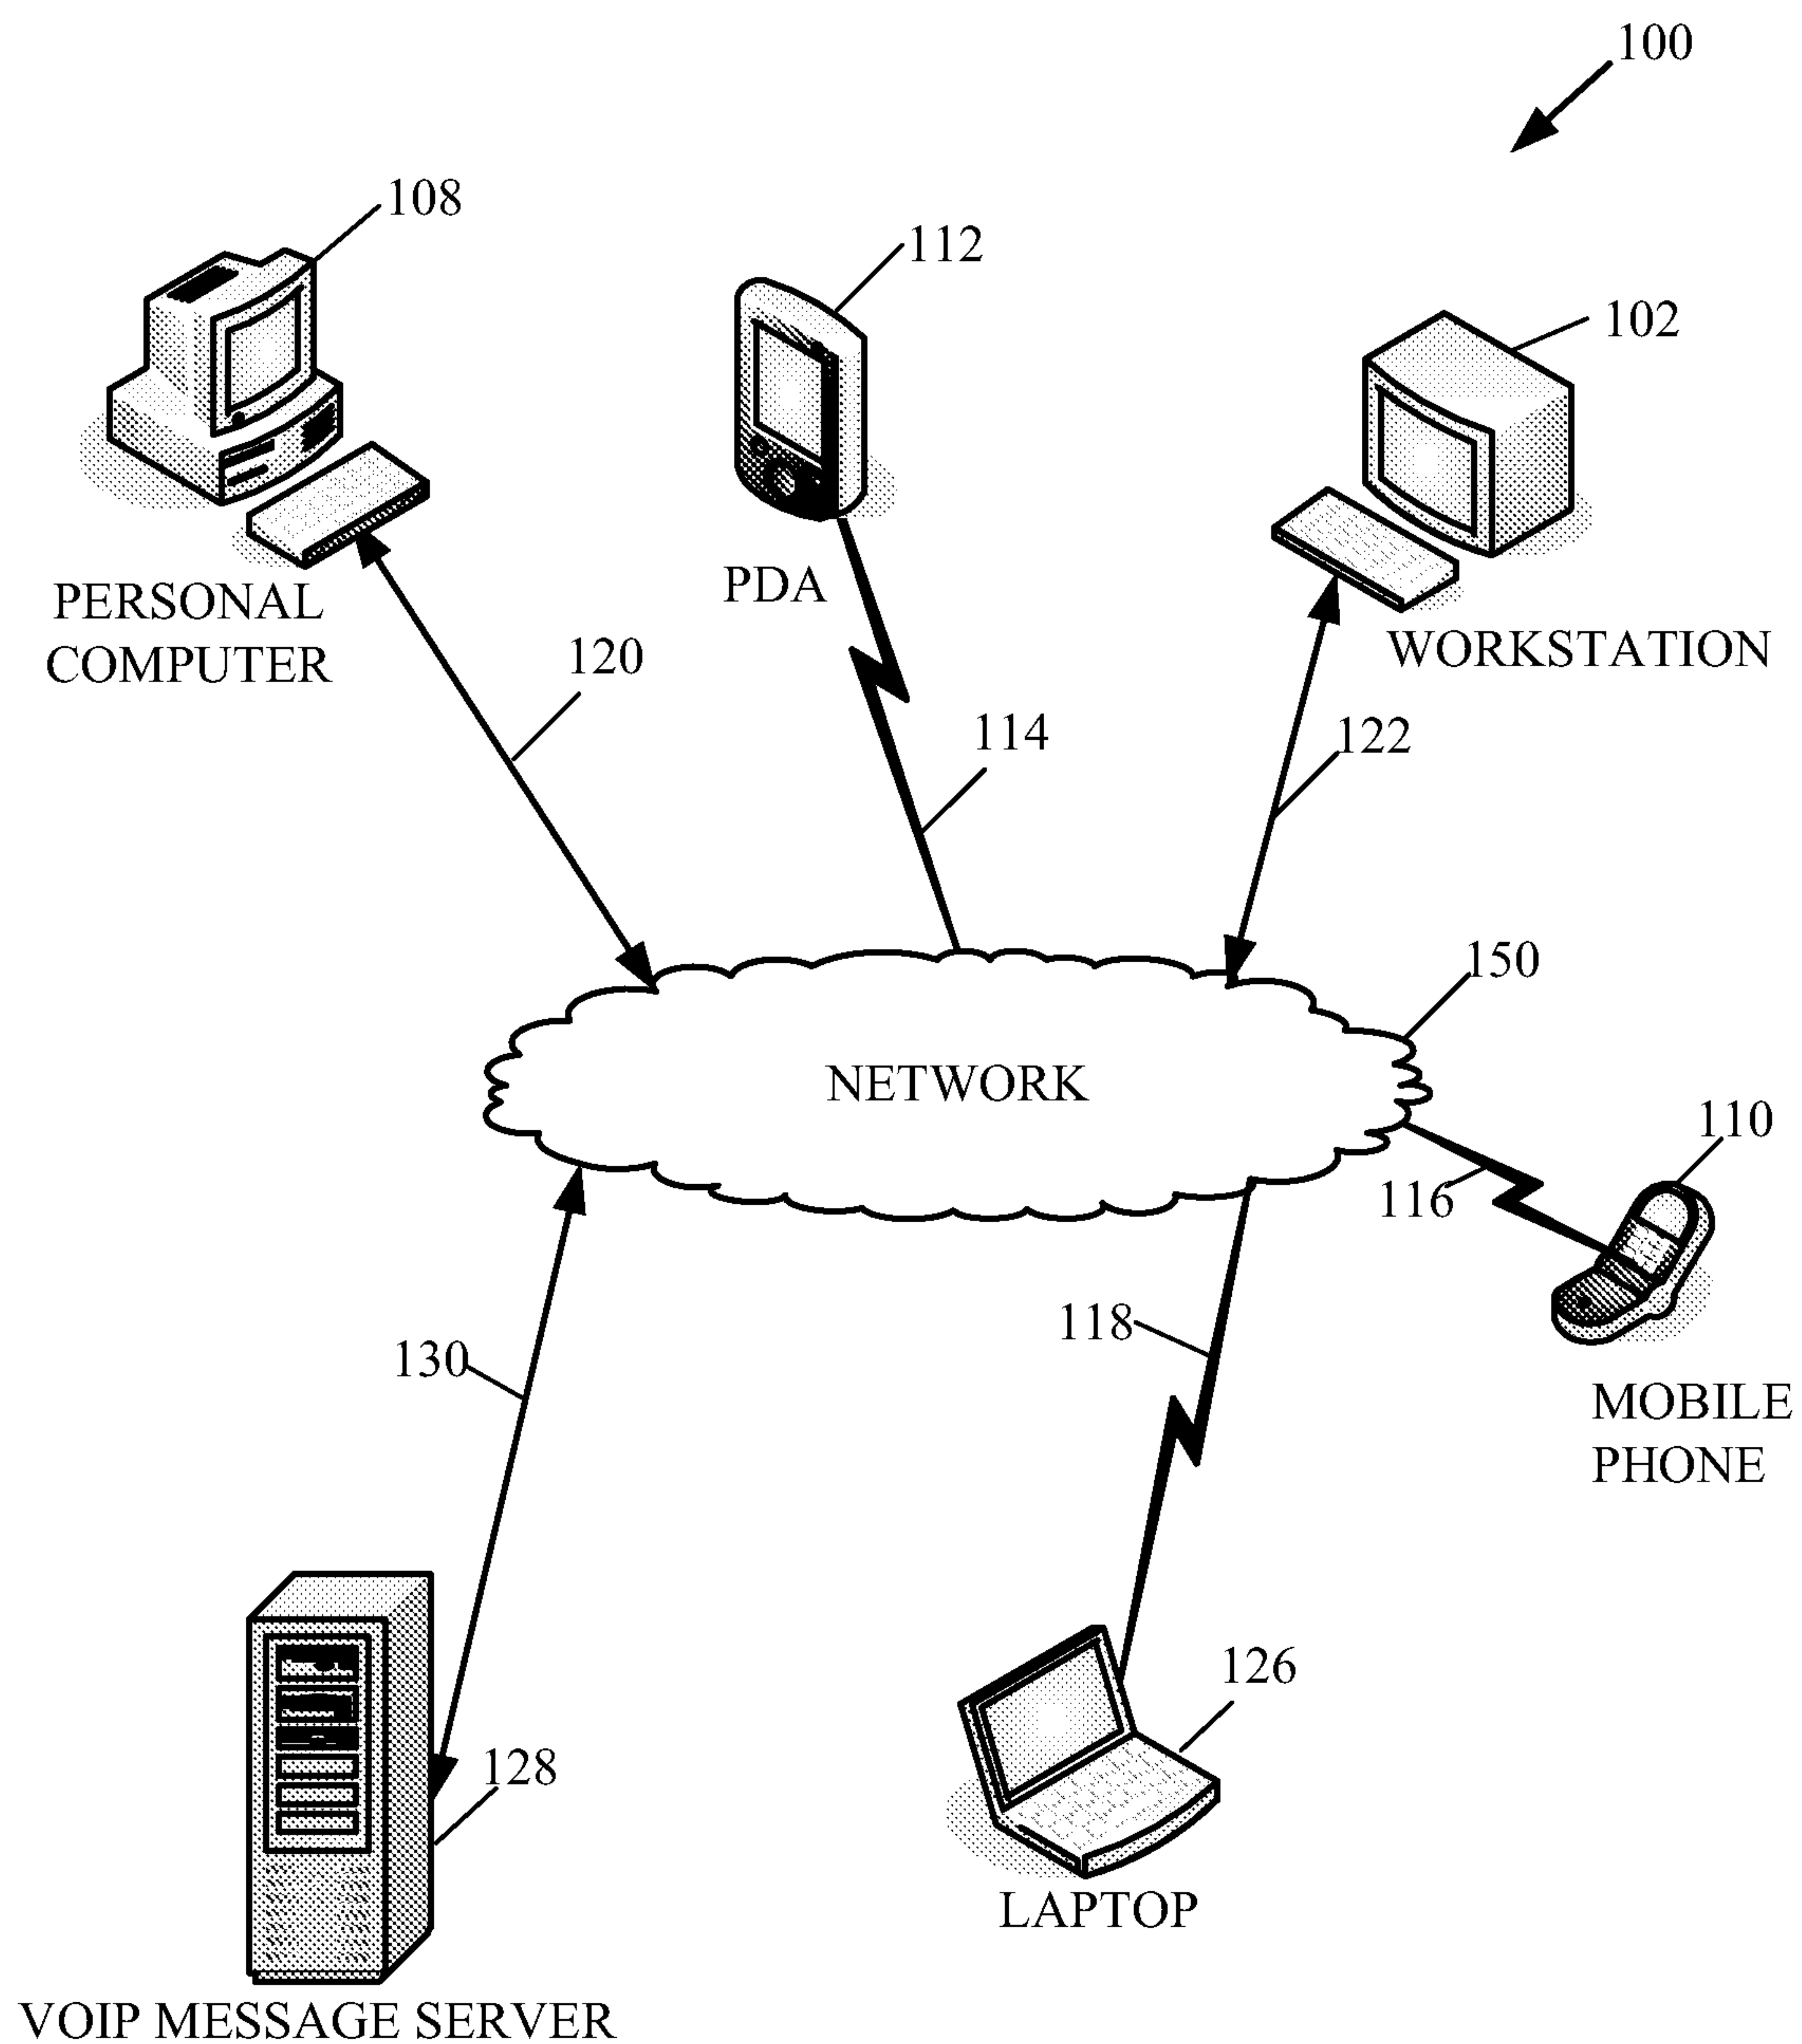 100
108
112
102
PERSONAL
COMPUTER
PDA
WORKSTATION
120
114
122
150
NETWORK
110
116
118
130
MOBILE
PHONE
126
128
LAPTOP
VOIP MESSAGE SERVER